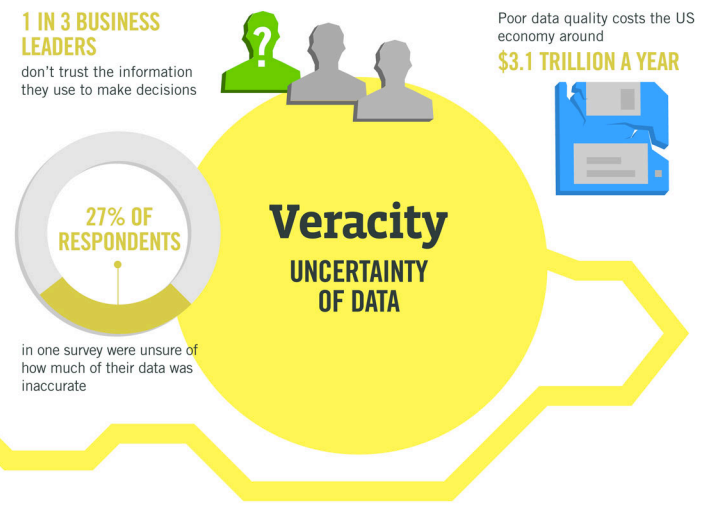 1 IN 3 BUSINESS
LEADERS
don't trust the information
they use to make decisions
?
Poor data quality costs the US
economy around
$3.1 TRILLION A YEAR
27% OF
RESPONDENTS
in one survey were unsure of
how much of their data was
inaccurate
Veracity
UNCERTAINTY
OF DATA